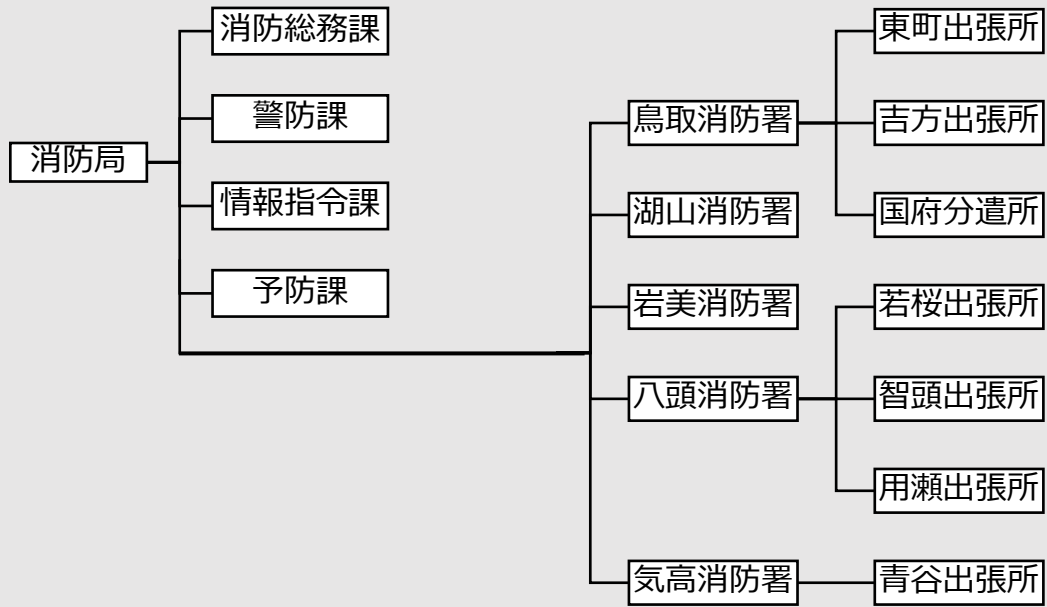 消防局
消防総務課
警防課
情報指令課
予防課
鳥取消防署
東町出張所
吉方出張所
国府分遣所
湖山消防署
岩美消防署
八頭消防署
若桜出張所
智頭出張所
用瀬出張所
気高消防署
青谷出張所